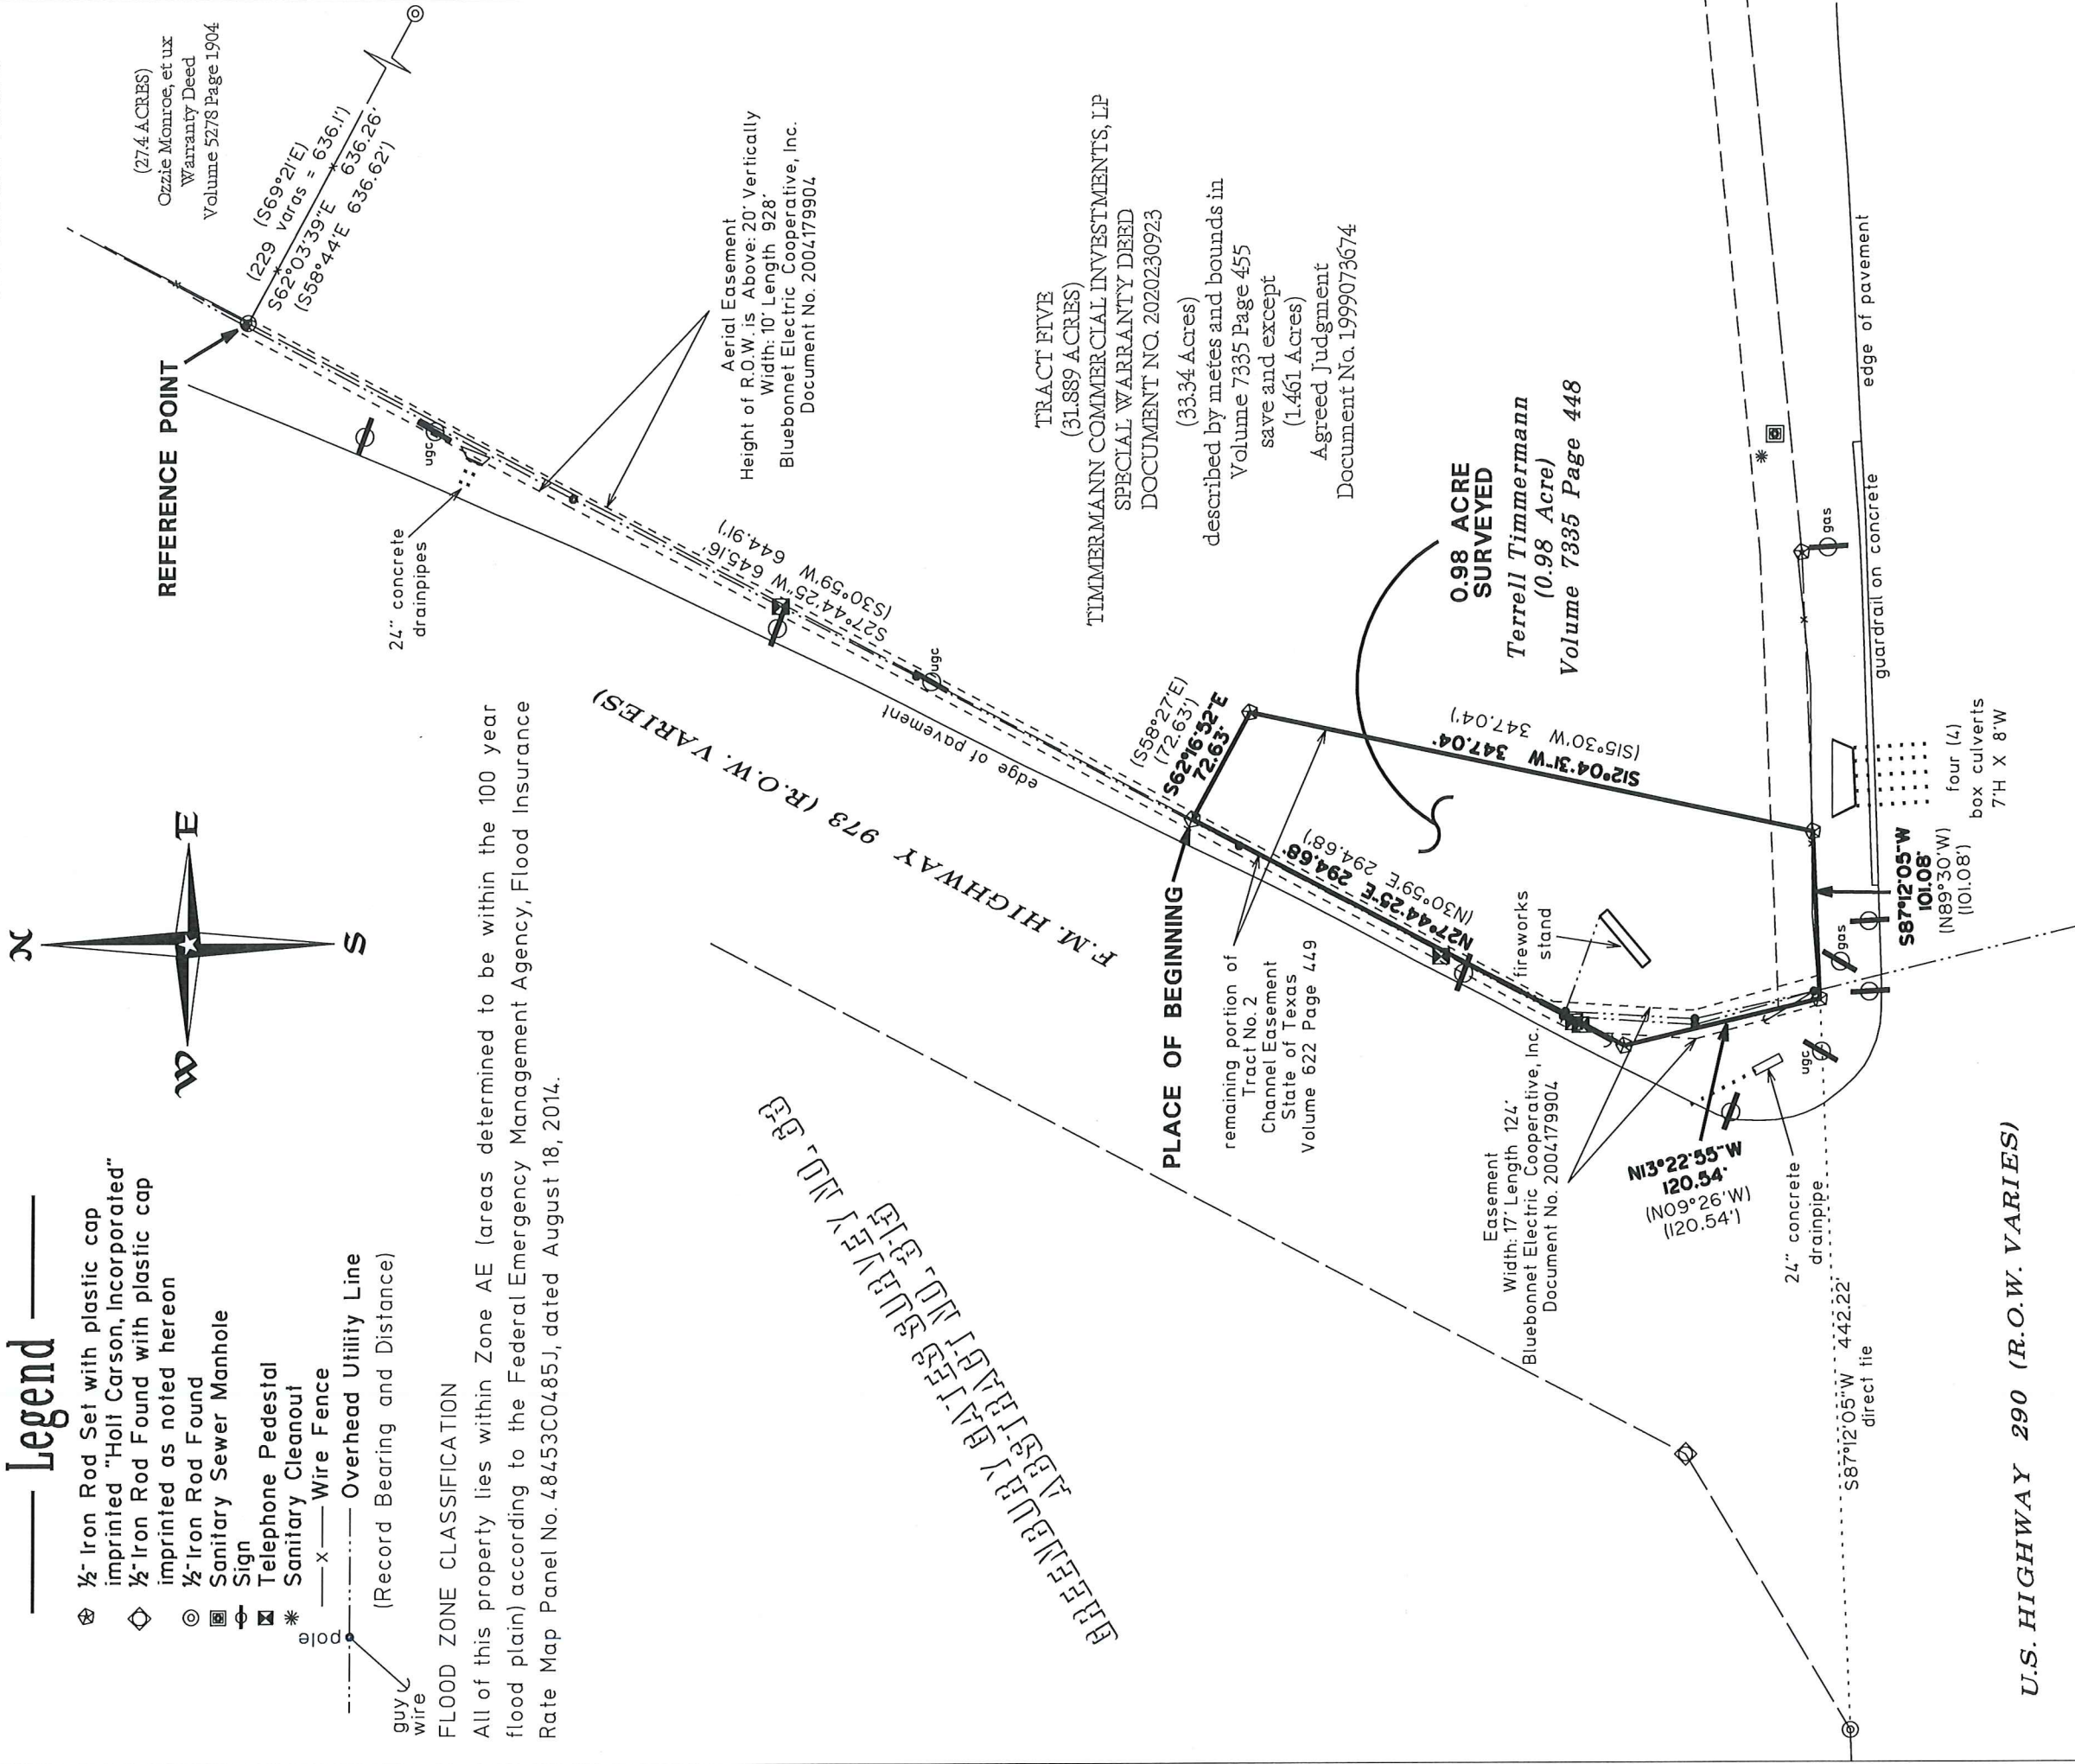 Legend
½" Iron Rod Set with plastic cap
imprinted "Holt Carson, Incorporated"
½" Iron Rod Found with plastic cap
imprinted as noted hereon
½" Iron Rod Found
Sanitary Sewer Manhole
Sign
Telephone Pedestal
Sanitary Cleanout
x Wire Fence
Overhead Utility Line
pole
guy
wire
(Record Bearing and Distance)
FLOOD ZONE CLASSIFICATION
All of this property lies within Zone AE (areas determined to be within the 100 year
flood plain) according to the Federal Emergency Management Agency, Flood Insurance
Rate Map Panel No. 48453C0485J, dated August 18, 2014.
N
E
S
W
REFERENCE POINT
(27.4 ACRES)
Ozzie Monroe, et ux
Warranty Deed
Volume 5278 Page 1904
(S69°21'E)
(229 varas = 636.1')
S62°03'39"E 636.26'
(S58°44'E 636.62')
24" concrete
drainpipes
ugc
Aerial Easement
Height of R.O.W. is Above: 20' Vertically
Width: 10' Length 928'
Bluebonnet Electric Cooperative, Inc.
Document No. 2004179904
S27°44'25"W 645.16'
(S30°59'W 644.91')
ugc
edge of pavement
F.M. HIGHWAY 973 (R.O.W. VARIES)
GREENBURY GATES SURVEY NO. 63
ABSTRACT NO. 315
TRACT FIVE
(31.889 ACRES)
TIMMERMANN COMMERCIAL INVESTMENTS, LP
SPECIAL WARRANTY DEED
DOCUMENT NO. 2020230923
(33.34 Acres)
described by metes and bounds in
Volume 7335 Page 455
save and except
(1.461 Acres)
Agreed Judgment
Document No. 1999073674
PLACE OF BEGINNING
(S58°27'E)
(72.63')
S62°16'52"E
72.63'
0.98 ACRE
SURVEYED
Terrell Timmermann
(0.98 Acre)
Volume 7335 Page 448
S12°04'31"W 347.04'
(S15°30'W 347.04')
N27°44'25"E 294.68'
(N30°59'E 294.68')
remaining portion of
Tract No. 2
Channel Easement
State of Texas
Volume 622 Page 449
fireworks
stand
Easement
Width: 17' Length 124'
Bluebonnet Electric Cooperative, Inc.
Document No. 2004179904
N13°22'55"W
120.54'
(N09°26'W)
(120.54')
24" concrete
drainpipe
ugc
gas
S87°12'05"W
101.08'
(N89°30'W)
(101.08')
four (4)
box culverts
7'H X 8'W
gas
guardrail on concrete
edge of pavement
S87°12'05"W 442.22'
direct tie
U.S. HIGHWAY 290 (R.O.W. VARIES)